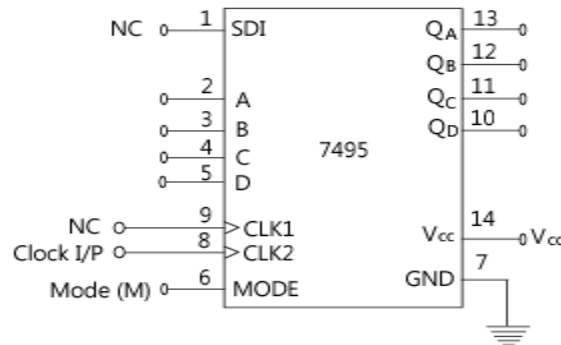 1 13
NC SDI QA
12
QB
2 11
A QC
3 10
B QD
4
C 7495
5
D
9 14
NC CLK1 Vcc Vcc
8 7
Clock I/P CLK2 GND
6
Mode (M) MODE